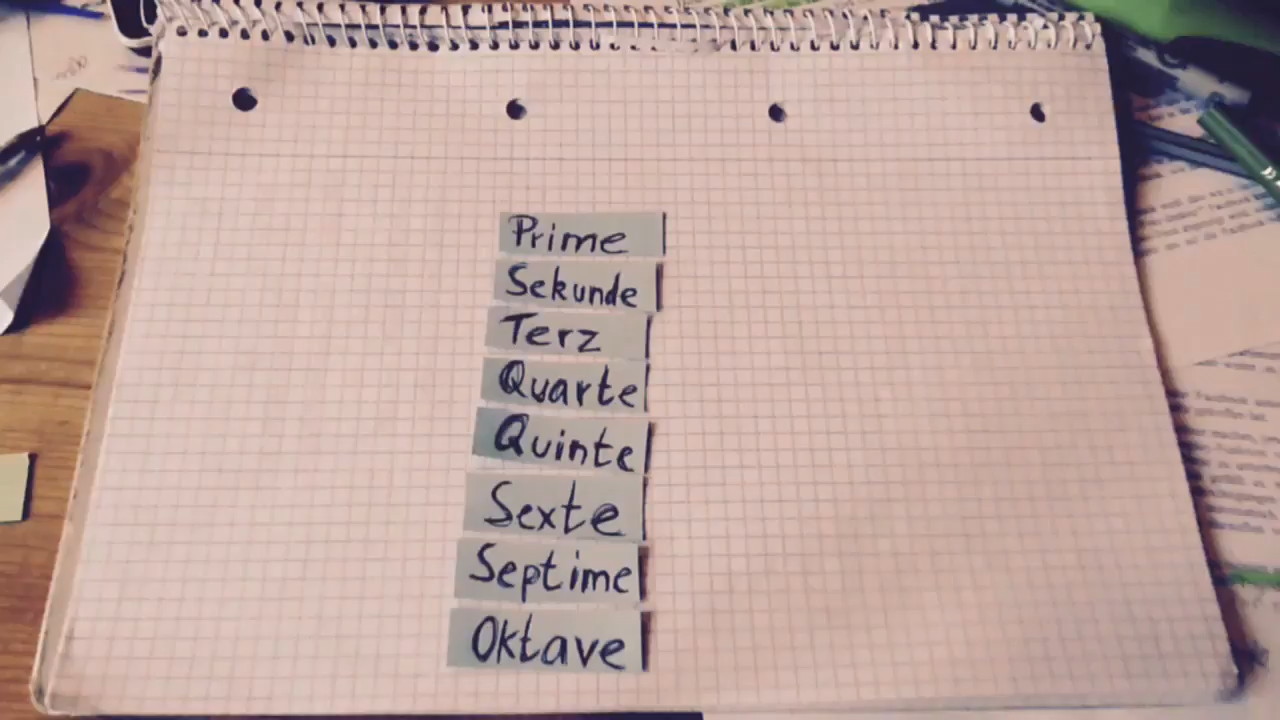 Prime
Sekunde
Terz
Quarte
Quinte
Sexte
Septime
Oktave